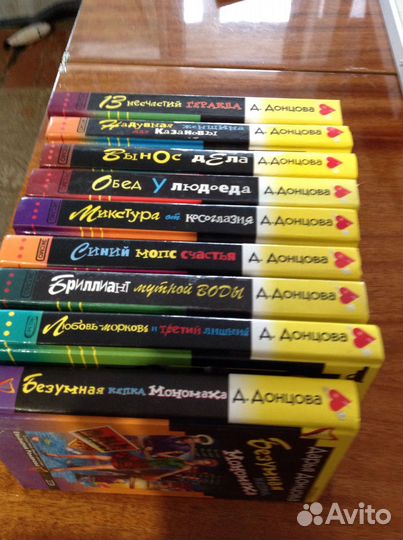 13 несчастий Геракла Д. Донцова
Надувная женщина
для Казановы Д. Донцова
Вынос дела Д. Донцова
Обед у людоеда Д. Донцова
Микстура от косоглазия Д. Донцова
Синий мопс счастья Д. Донцова
Бриллиант мутной воды Д. Донцова
Любовь-морковь и третий лишний Д. Донцова
Безумная кепка Мономаха Д. Донцова
Безумная
Avito